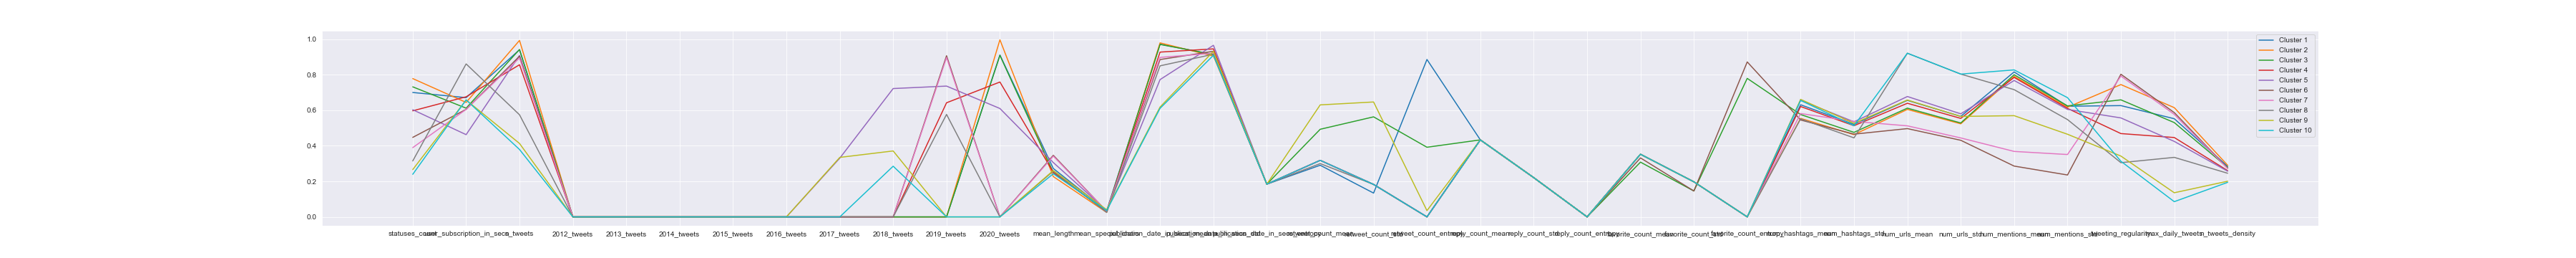 1.0
0.8
0.6
0.4
0.2
0.0
statuses_count
user_subscription_in_secs
n_tweets
2012_tweets
2013_tweets
2014_tweets
2015_tweets
2016_tweets
2017_tweets
2018_tweets
2019_tweets
2020_tweets
mean_length
retweet_count_std
retweet_count_entropy
reply_count_mean
reply_count_std
reply_count_entropy
favorite_count_mean
favorite_count_std
favorite_count_entropy
num_hashtags_mean
num_hashtags_std
num_urls_mean
num_urls_std
num_mentions_mean
num_mentions_std
tweeting_regularity
max_daily_tweets
n_tweets_density
Cluster 1
Cluster 2
Cluster 3
Cluster 4
Cluster 5
Cluster 6
Cluster 7
Cluster 8
Cluster 9
Cluster 10